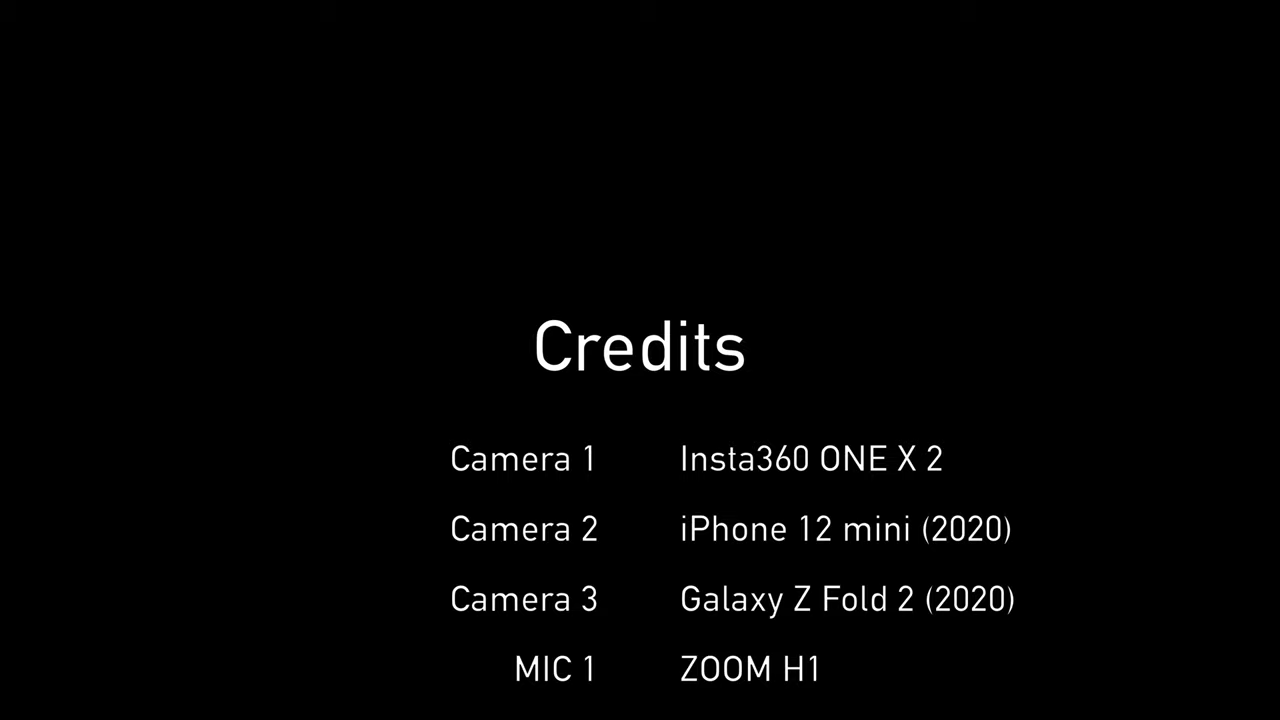 Credits
Camera 1 Insta360 ONE X 2
Camera 2 iPhone 12 mini (2020)
Camera 3 Galaxy Z Fold 2 (2020)
MIC 1 ZOOM H1